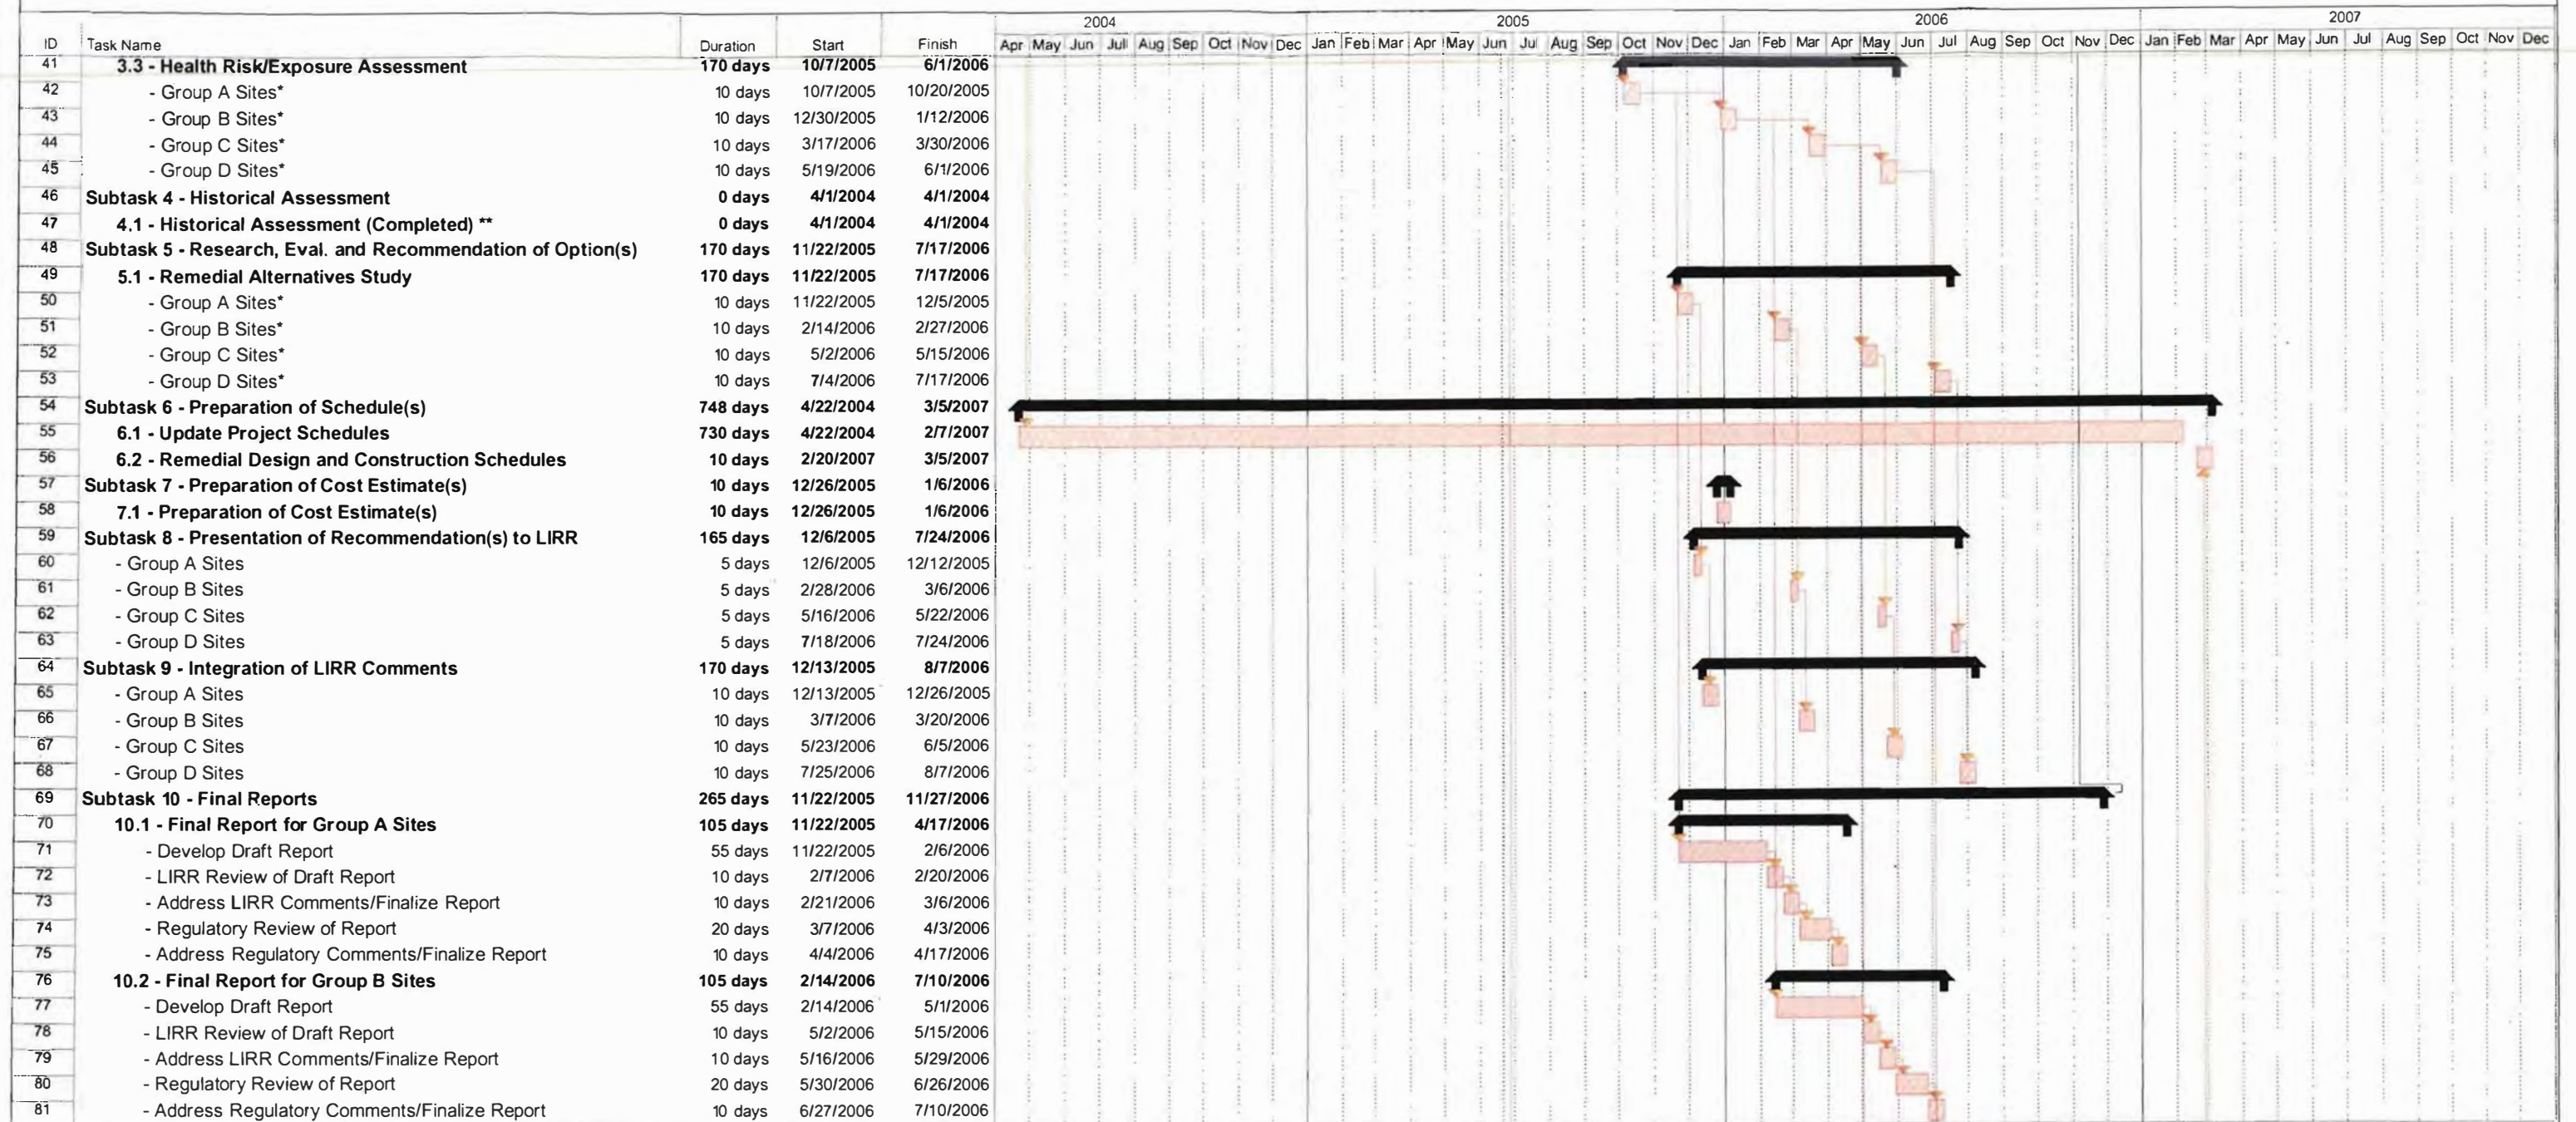 2004 2005 2006 2007
ID Task Name Duration Start Finish Apr May Jun Jul Aug Sep Oct Nov Dec Jan Feb Mar Apr May Jun Jul Aug Sep Oct Nov Dec Jan Feb Mar Apr May Jun Jul Aug Sep Oct Nov Dec Jan Feb Mar Apr May Jun Jul Aug Sep Oct Nov Dec
41 3.3 - Health Risk/Exposure Assessment 170 days 10/7/2005 6/1/2006
42 - Group A Sites* 10 days 10/7/2005 10/20/2005
43 - Group B Sites* 10 days 12/30/2005 1/12/2006
44 - Group C Sites* 10 days 3/17/2006 3/30/2006
45 - Group D Sites* 10 days 5/19/2006 6/1/2006
46 Subtask 4 - Historical Assessment 0 days 4/1/2004 4/1/2004
47 4.1 - Historical Assessment (Completed) ** 0 days 4/1/2004 4/1/2004
48 Subtask 5 - Research, Eval. and Recommendation of Option(s) 170 days 11/22/2005 7/17/2006
49 5.1 - Remedial Alternatives Study 170 days 11/22/2005 7/17/2006
50 - Group A Sites* 10 days 11/22/2005 12/5/2005
51 - Group B Sites* 10 days 2/14/2006 2/27/2006
52 - Group C Sites* 10 days 5/2/2006 5/15/2006
53 - Group D Sites* 10 days 7/4/2006 7/17/2006
54 Subtask 6 - Preparation of Schedule(s) 748 days 4/22/2004 3/5/2007
55 6.1 - Update Project Schedules 730 days 4/22/2004 2/7/2007
56 6.2 - Remedial Design and Construction Schedules 10 days 2/20/2007 3/5/2007
57 Subtask 7 - Preparation of Cost Estimate(s) 10 days 12/26/2005 1/6/2006
58 7.1 - Preparation of Cost Estimate(s) 10 days 12/26/2005 1/6/2006
59 Subtask 8 - Presentation of Recommendation(s) to LIRR 165 days 12/6/2005 7/24/2006
60 - Group A Sites 5 days 12/6/2005 12/12/2005
61 - Group B Sites 5 days 2/28/2006 3/6/2006
62 - Group C Sites 5 days 5/16/2006 5/22/2006
63 - Group D Sites 5 days 7/18/2006 7/24/2006
64 Subtask 9 - Integration of LIRR Comments 170 days 12/13/2005 8/7/2006
65 - Group A Sites 10 days 12/13/2005 12/26/2005
66 - Group B Sites 10 days 3/7/2006 3/20/2006
67 - Group C Sites 10 days 5/23/2006 6/5/2006
68 - Group D Sites 10 days 7/25/2006 8/7/2006
69 Subtask 10 - Final Reports 265 days 11/22/2005 11/27/2006
70 10.1 - Final Report for Group A Sites 105 days 11/22/2005 4/17/2006
71 - Develop Draft Report 55 days 11/22/2005 2/6/2006
72 - LIRR Review of Draft Report 10 days 2/7/2006 2/20/2006
73 - Address LIRR Comments/Finalize Report 10 days 2/21/2006 3/6/2006
74 - Regulatory Review of Report 20 days 3/7/2006 4/3/2006
75 - Address Regulatory Comments/Finalize Report 10 days 4/4/2006 4/17/2006
76 10.2 - Final Report for Group B Sites 105 days 2/14/2006 7/10/2006
77 - Develop Draft Report 55 days 2/14/2006 5/1/2006
78 - LIRR Review of Draft Report 10 days 5/2/2006 5/15/2006
79 - Address LIRR Comments/Finalize Report 10 days 5/16/2006 5/29/2006
80 - Regulatory Review of Report 20 days 5/30/2006 6/26/2006
81 - Address Regulatory Comments/Finalize Report 10 days 6/27/2006 7/10/2006